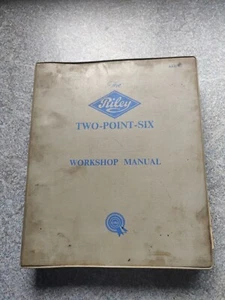 The
Riley
TWO-POINT-SIX
WORKSHOP MANUAL